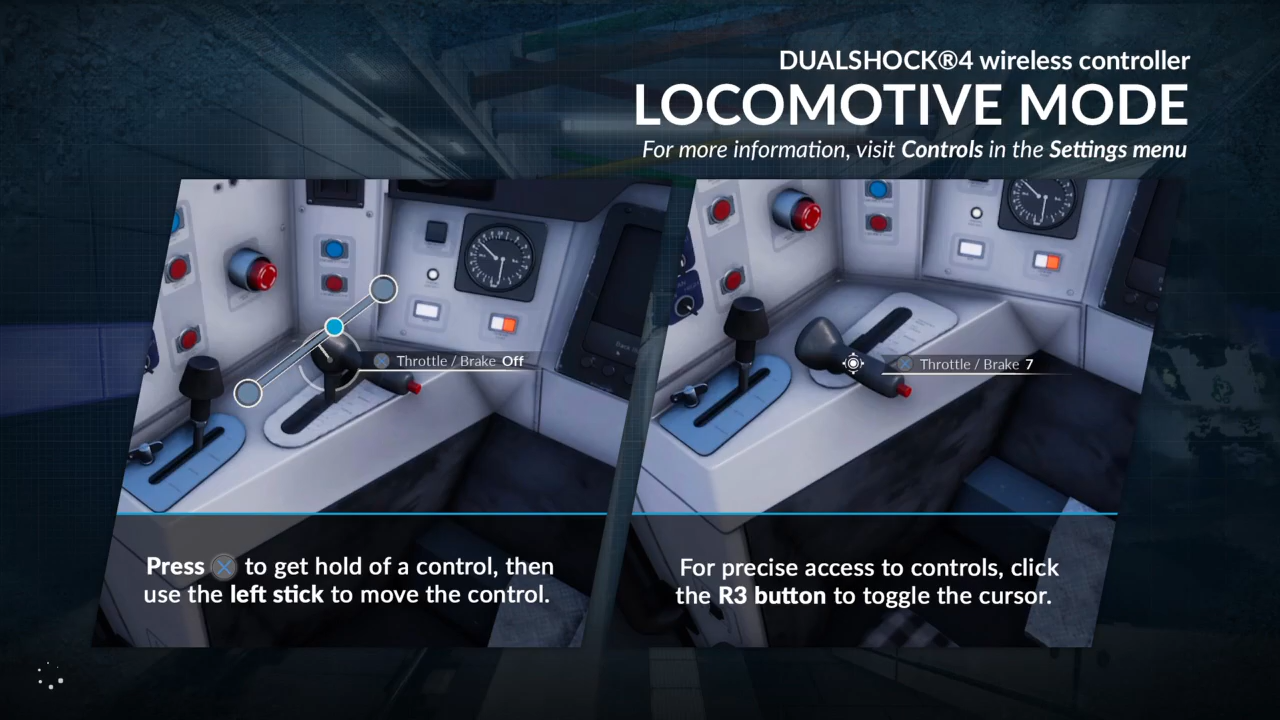 DUALSHOCK®4 wireless controller
LOCOMOTIVE MODE
For more information, visit Controls in the Settings menu
Throttle / Brake Off
Throttle / Brake 7
Press ⓧ to get hold of a control, then
use the left stick to move the control.
For precise access to controls, click
the R3 button to toggle the cursor.